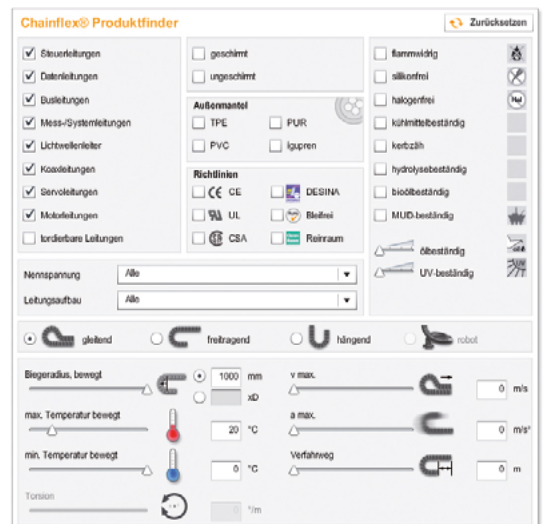 Chainflex® Produktfinder
Zurücksetzen
Steuerleitungen
Datenleitungen
Busleitungen
Mess-/Systemleitungen
Lichtwellenleiter
Koaxleitungen
Servoleitungen
Motorleitungen
tordierbare Leitungen
geschirmt
ungeschirmt
Außenmantel
TPE PUR
PVC Igupren
Richtlinien
CE DESINA
UL Bleifrei
CSA Reinraum
flammwidrig
silikonfrei
halogenfrei
kühlmittelbeständig
kerbzäh
hydrolysebeständig
bioölbeständig
MUD-beständig
ölbeständig
UV-beständig
Nennspannung Alle
Leitungsaufbau Alle
gleitend freitragend hängend robot
Biegeradius, bewegt 1000 mm
xD
max. Temperatur bewegt 20 °C
min. Temperatur bewegt 0 °C
Torsion 0 °/m
v max. 0 m/s
a max. 0 m/s²
Verfahrweg 0 m